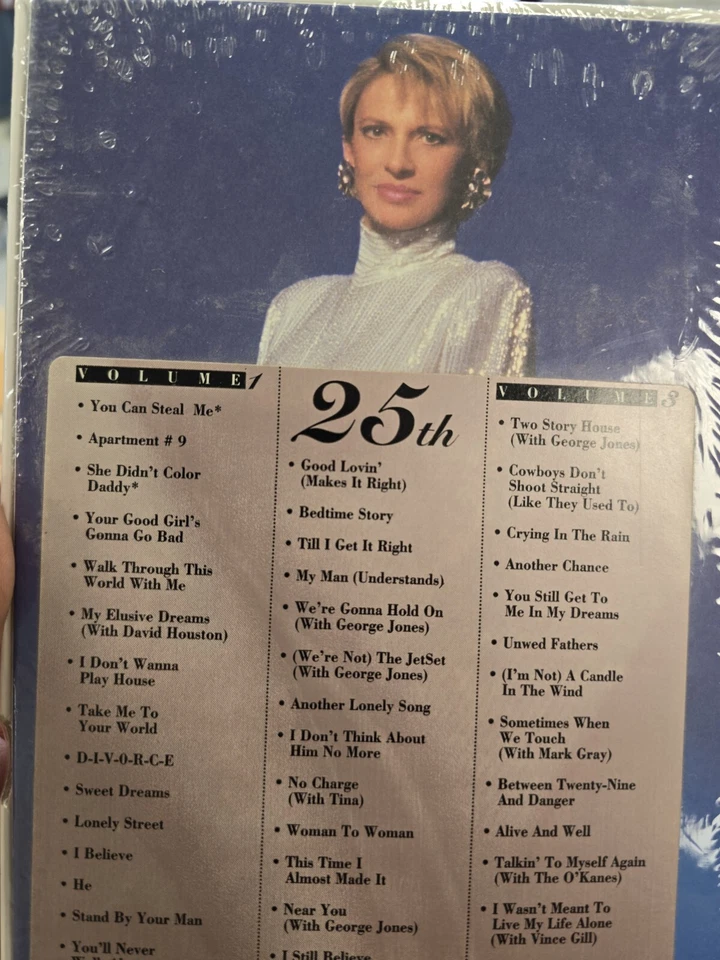 VOLUME 1
• You Can Steal Me*
• Apartment # 9
• She Didn't Color
Daddy*
• Your Good Girl's
Gonna Go Bad
• Walk Through This
World With Me
• My Elusive Dreams
(With David Houston)
• I Don't Wanna
Play House
• Take Me To
Your World
• D-I-V-O-R-C-E
• Sweet Dreams
• Lonely Street
• I Believe
• He
• Stand By Your Man
• You'll Never
25th
• Good Lovin'
(Makes It Right)
• Bedtime Story
• Till I Get It Right
• My Man (Understands)
• We're Gonna Hold On
(With George Jones)
• (We're Not) The JetSet
(With George Jones)
• Another Lonely Song
• I Don't Think About
Him No More
• No Charge
(With Tina)
• Woman To Woman
• This Time I
Almost Made It
• Near You
(With George Jones)
• I Still Believe
VOLUME 3
• Two Story House
(With George Jones)
• Cowboys Don't
Shoot Straight
(Like They Used To)
• Crying In The Rain
• Another Chance
• You Still Get To
Me In My Dreams
• Unwed Fathers
• (I'm Not) A Candle
In The Wind
• Sometimes When
We Touch
(With Mark Gray)
• Between Twenty-Nine
And Danger
• Alive And Well
• Talkin' To Myself Again
(With The O'Kanes)
• I Wasn't Meant To
Live My Life Alone
(With Vince Gill)